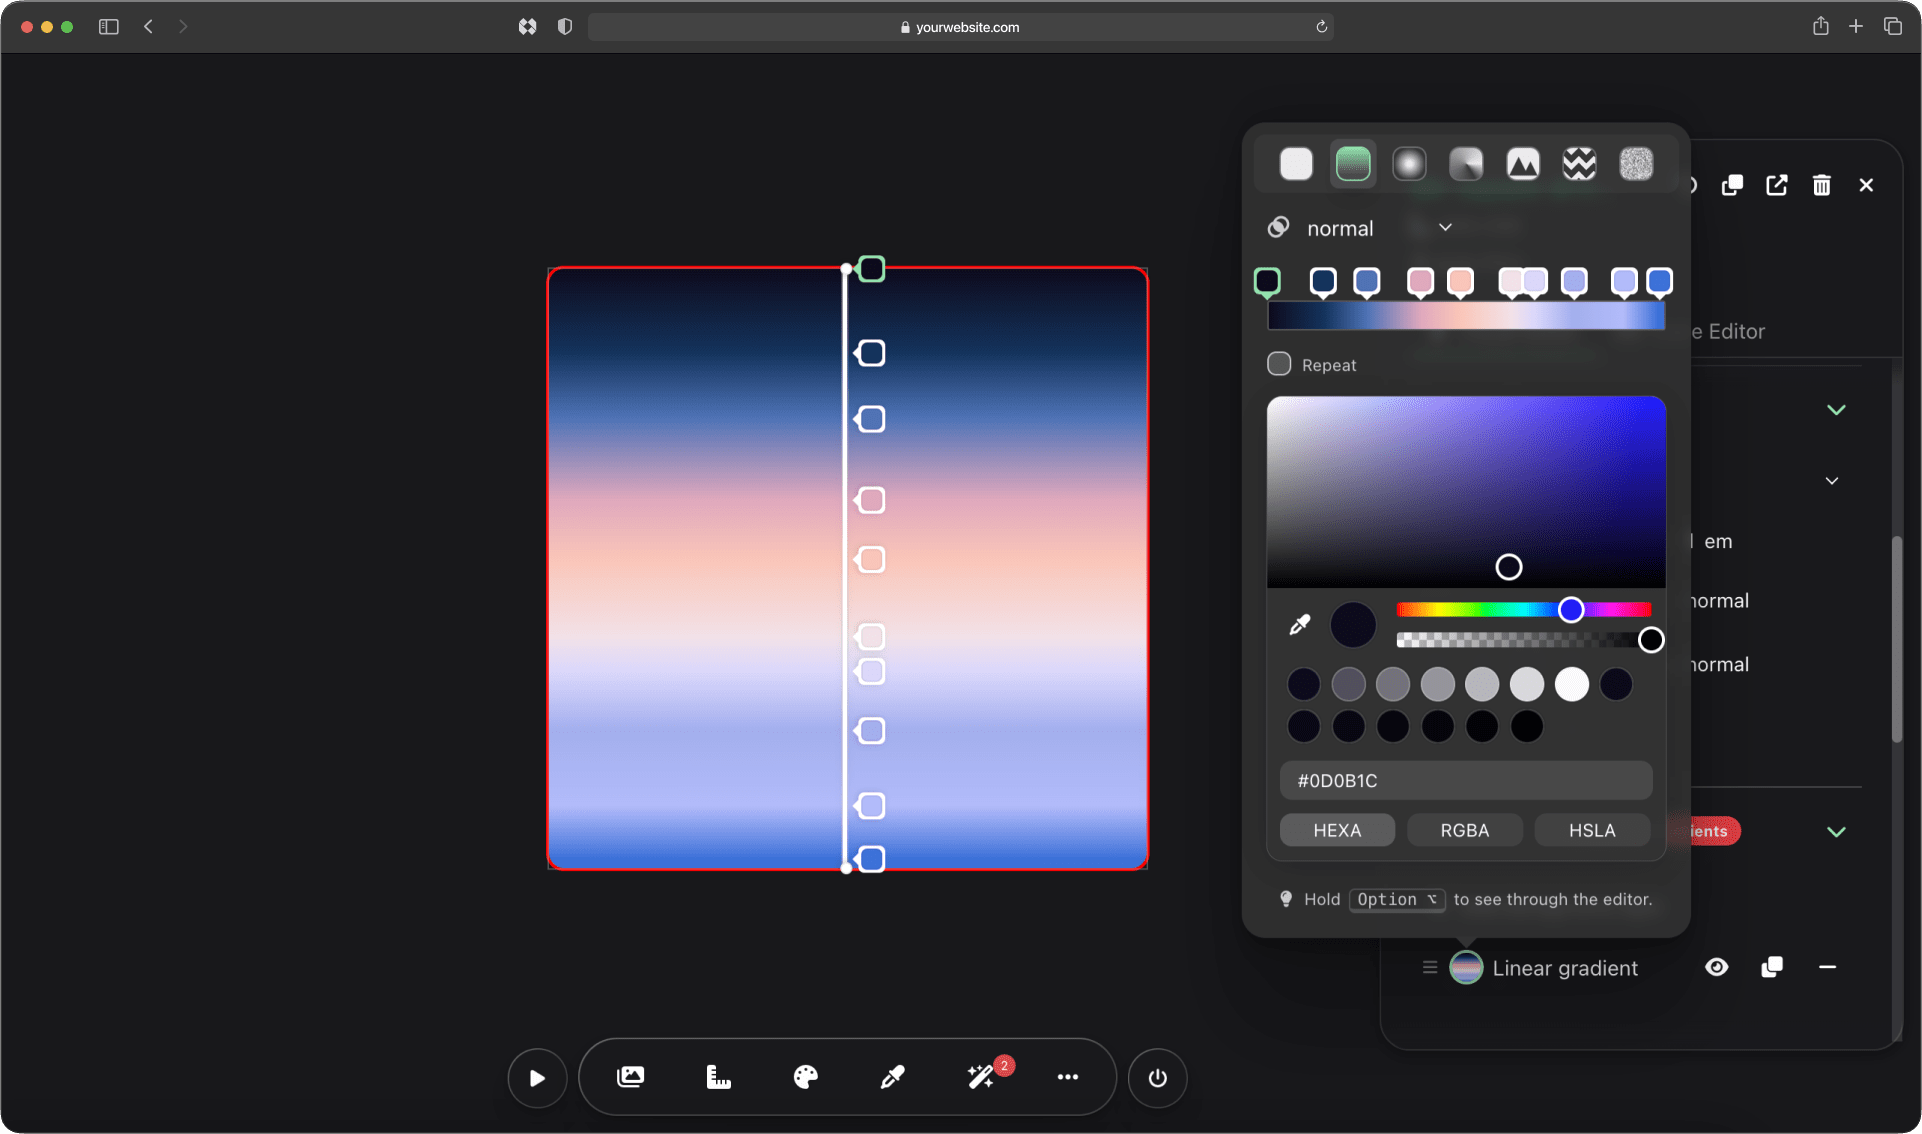 yourwebsite.com
normal
Editor
Repeat
em
normal
normal
#0D0B1C
HEXA RGBA HSLA
Hold Option ⌥ to see through the editor.
Linear gradient
2